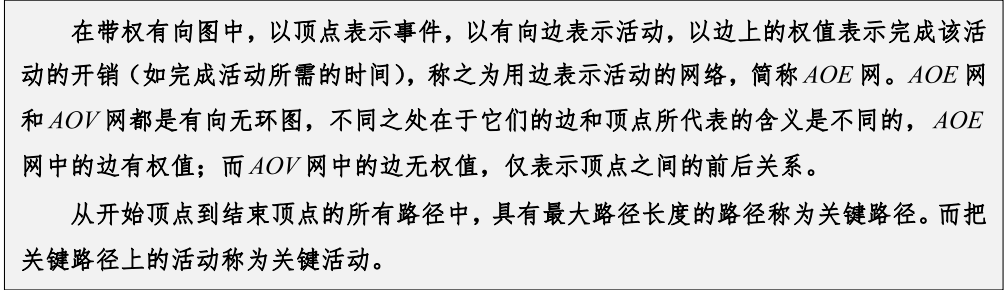 在带权有向图中，以顶点表示事件，以有向边表示活动，以边上的权值表示完成该活
动的开销（如完成活动所需的时间），称之为用边表示活动的网络，简称 AOE 网。AOE 网
和 AOV 网都是有向无环图，不同之处在于它们的边和顶点所代表的含义是不同的，AOE
网中的边有权值；而 AOV 网中的边无权值，仅表示顶点之间的前后关系。
从开始顶点到结束顶点的所有路径中，具有最大路径长度的路径称为关键路径。而把
关键路径上的活动称为关键活动。